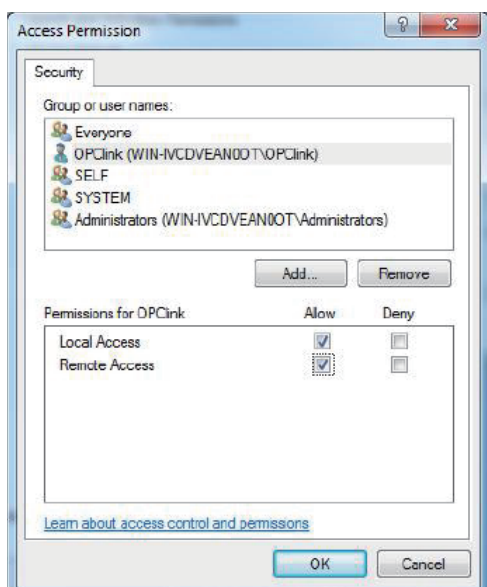 Access Permission
Security
Group or user names:
Everyone
OPClink (WIN-IVCDVEAN0OT\OPClink)
SELF
SYSTEM
Administrators (WIN-IVCDVEAN0OT\Administrators)
Add... Remove
Permissions for OPClink Allow Deny
Local Access
Remote Access
Learn about access control and permissions
OK Cancel